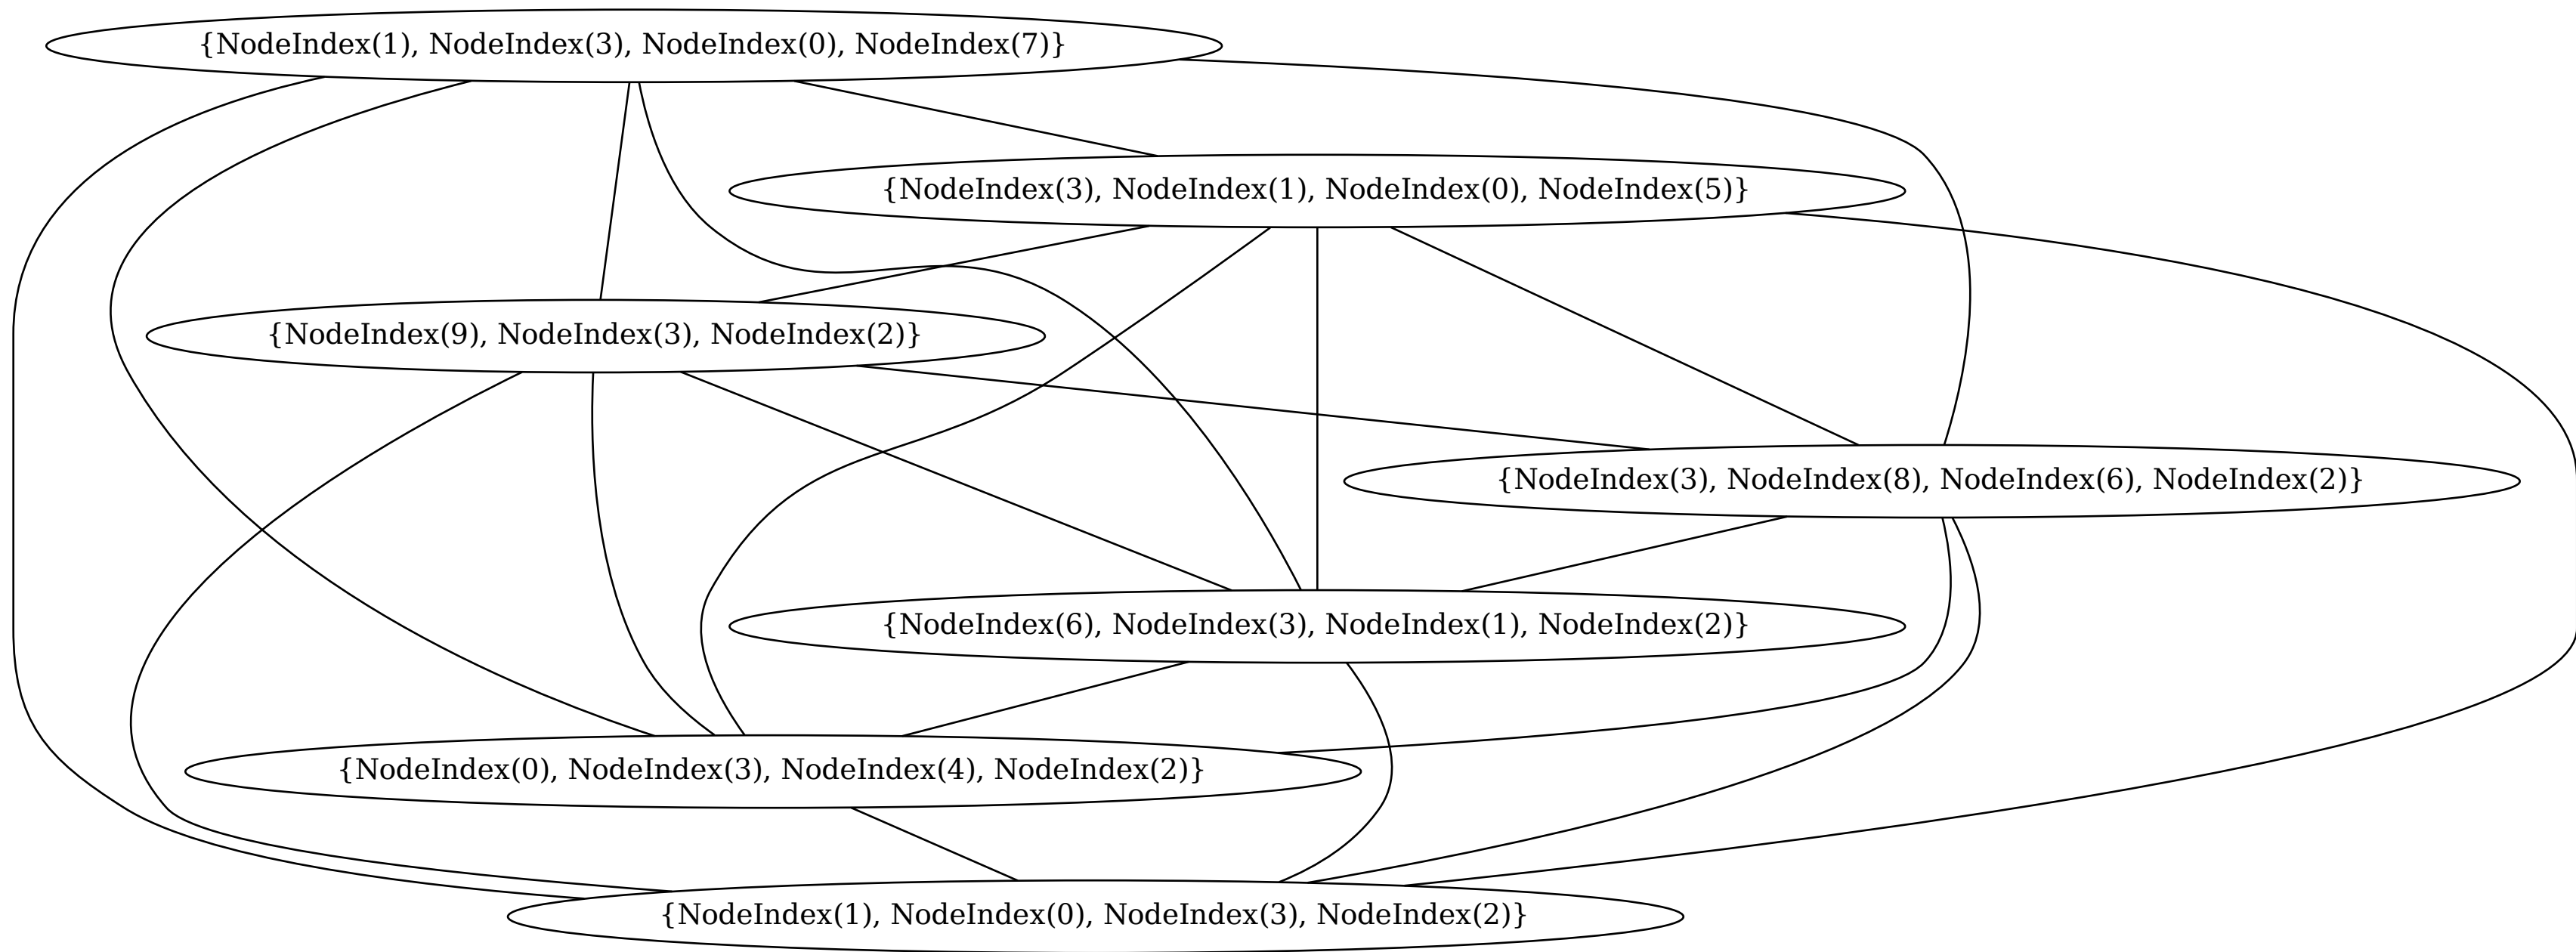 {NodeIndex(1), NodeIndex(3), NodeIndex(0), NodeIndex(7)}
{NodeIndex(3), NodeIndex(1), NodeIndex(0), NodeIndex(5)}
{NodeIndex(9), NodeIndex(3), NodeIndex(2)}
{NodeIndex(3), NodeIndex(8), NodeIndex(6), NodeIndex(2)}
{NodeIndex(6), NodeIndex(3), NodeIndex(1), NodeIndex(2)}
{NodeIndex(0), NodeIndex(3), NodeIndex(4), NodeIndex(2)}
{NodeIndex(1), NodeIndex(0), NodeIndex(3), NodeIndex(2)}